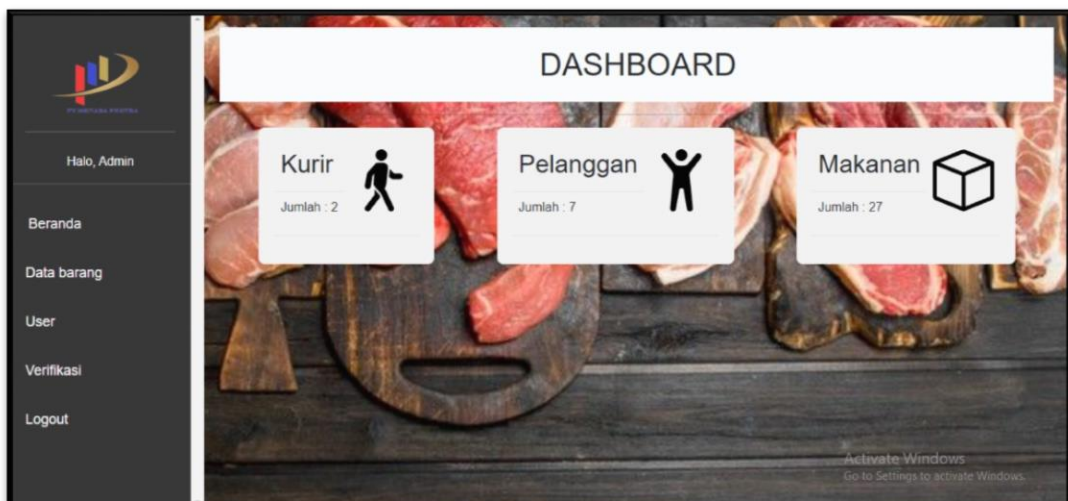 DASHBOARD
Halo, Admin
Beranda
Data barang
User
Verifikasi
Logout
Kurir
Jumlah : 2
Pelanggan
Jumlah : 7
Makanan
Jumlah : 27
Activate Windows
Go to Settings to activate Windows.